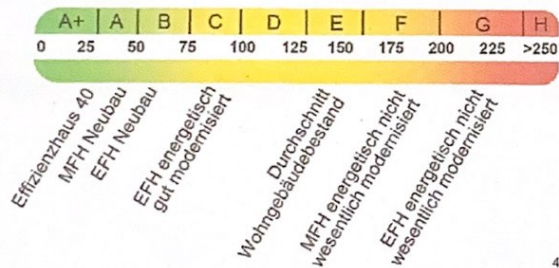 A+ A B C D E F G H
0 25 50 75 100 125 150 175 200 225 >250
Effizienzhaus 40
MFH Neubau
EFH Neubau
EFH energetisch
gut modernisiert
Durchschnitt
Wohngebäudebestand
MFH energetisch nicht
wesentlich modernisiert
EFH energetisch nicht
wesentlich modernisiert